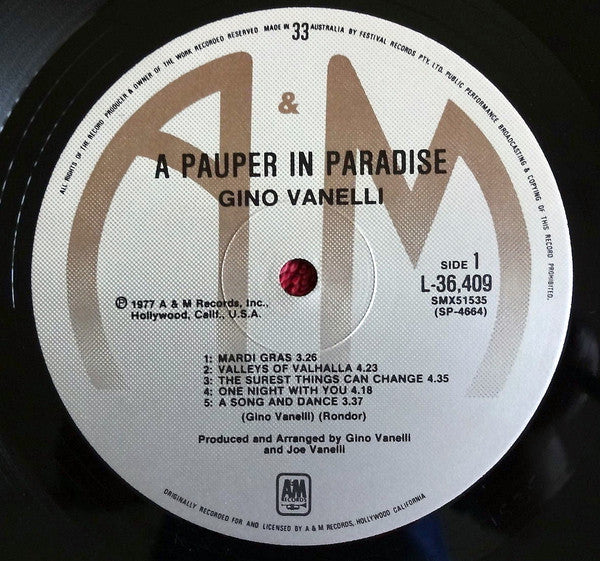 ALL RIGHTS OF THE RECORD PRODUCER & OWNER OF THE WORK RECORDED RESERVED MADE IN AUSTRALIA BY FESTIVAL RECORDS PTY. LTD. PUBLIC PERFORMANCE BROADCASTING & COPYING OF THIS RECORD PROHIBITED.
33
A & M
A PAUPER IN PARADISE
GINO VANELLI
SIDE 1
L-36,409
SMX51535
(SP-4664)
Ⓟ 1977 A & M Records, Inc.,
Hollywood, Calif., U.S.A.
1: MARDI GRAS 3.26
2: VALLEYS OF VALHALLA 4.23
3: THE SUREST THINGS CAN CHANGE 4.35
4: ONE NIGHT WITH YOU 4.18
5: A SONG AND DANCE 3.37
(Gino Vanelli) (Rondor)
Produced and Arranged by Gino Vanelli
and Joe Vanelli
A&M
RECORDS
ORIGINALLY RECORDED FOR AND LICENSED BY A & M RECORDS, HOLLYWOOD CALIFORNIA